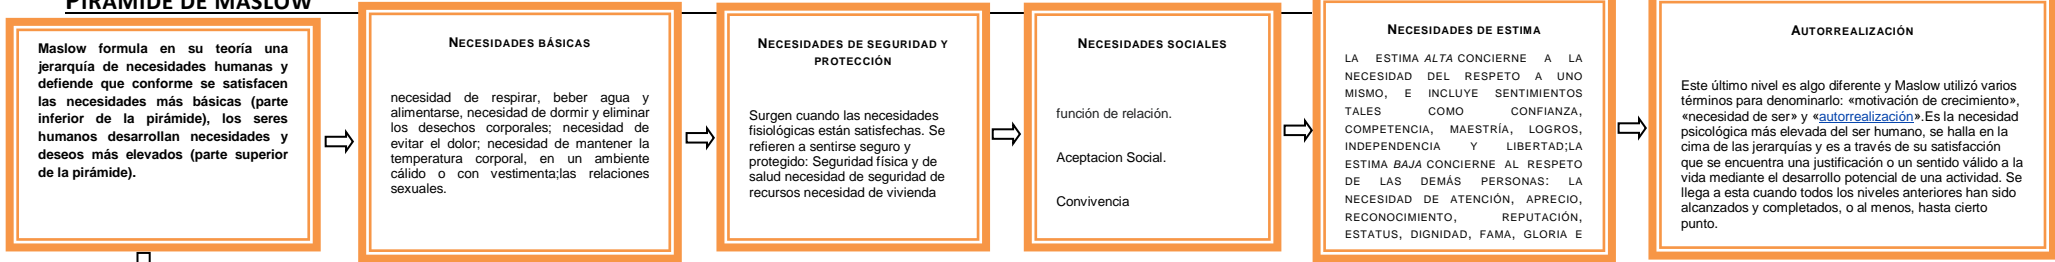 PIRÁMIDE DE MASLOW
Maslow formula en su teoría una
jerarquía de necesidades humanas y
defiende que conforme se satisfacen
las necesidades más básicas (parte
inferior de la pirámide), los seres
humanos desarrollan necesidades y
deseos más elevados (parte superior
de la pirámide).
NECESIDADES BÁSICAS
necesidad de respirar, beber agua y
alimentarse, necesidad de dormir y eliminar
los desechos corporales; necesidad de
evitar el dolor; necesidad de mantener la
temperatura corporal, en un ambiente
cálido o con vestimenta;las relaciones
sexuales.
NECESIDADES DE SEGURIDAD Y
PROTECCIÓN
Surgen cuando las necesidades
fisiológicas están satisfechas. Se
refieren a sentirse seguro y
protegido: Seguridad física y de
salud necesidad de seguridad de
recursos necesidad de vivienda
NECESIDADES SOCIALES
función de relación.
Aceptacion Social.
Convivencia
NECESIDADES DE ESTIMA
LA ESTIMA ALTA CONCIERNE A LA
NECESIDAD DEL RESPETO A UNO
MISMO, E INCLUYE SENTIMIENTOS
TALES COMO CONFIANZA,
COMPETENCIA, MAESTRÍA, LOGROS,
INDEPENDENCIA Y LIBERTAD;LA
ESTIMA BAJA CONCIERNE AL RESPETO
DE LAS DEMÁS PERSONAS: LA
NECESIDAD DE ATENCIÓN, APRECIO,
RECONOCIMIENTO, REPUTACIÓN,
ESTATUS, DIGNIDAD, FAMA, GLORIA E
AUTORREALIZACIÓN
Este último nivel es algo diferente y Maslow utilizó varios
términos para denominarlo: «motivación de crecimiento»,
«necesidad de ser» y «autorrealización».Es la necesidad
psicológica más elevada del ser humano, se halla en la
cima de las jerarquías y es a través de su satisfacción
que se encuentra una justificación o un sentido válido a la
vida mediante el desarrollo potencial de una actividad. Se
llega a esta cuando todos los niveles anteriores han sido
alcanzados y completados, o al menos, hasta cierto
punto.